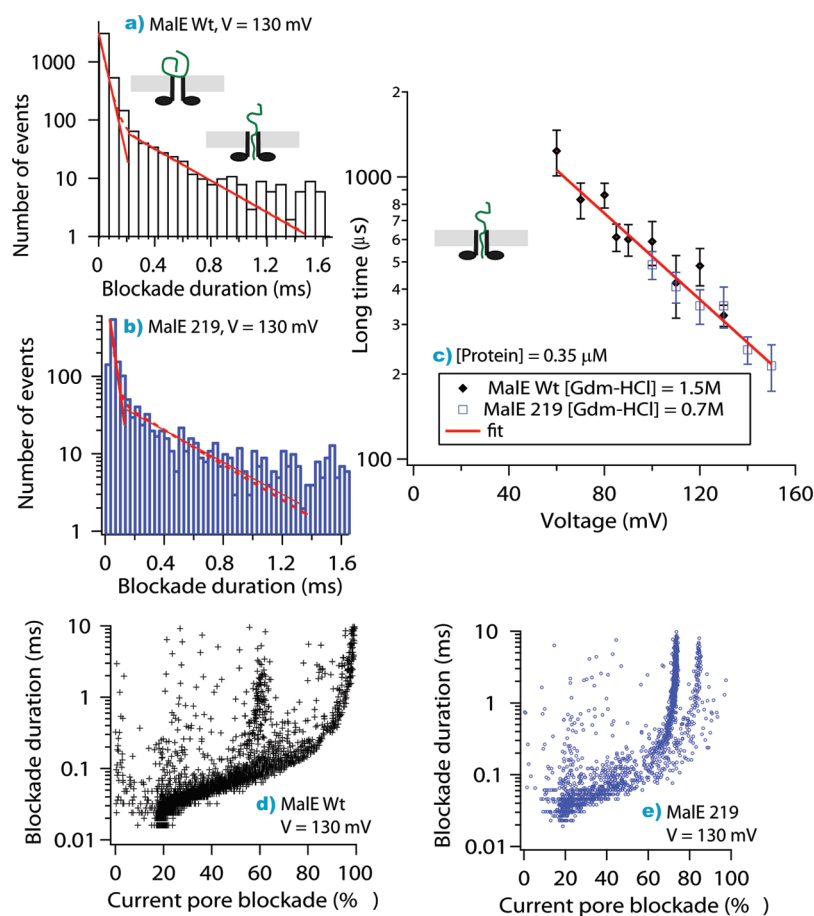 a) MalE Wt, V = 130 mV
1000
100
10
1
Number of events
0
0.4
0.8
1.2
1.6
Blockade duration (ms)
b) MalE 219, V = 130 mV
100
10
1
Number of events
0
0.4
0.8
1.2
1.6
Blockade duration (ms)
2
1000
8
7
6
5
4
3
2
100
Long time (μs)
c) [Protein] = 0.35 μM
MalE Wt [Gdm-HCl] = 1.5M
MalE 219 [Gdm-HCl] = 0.7M
fit
0
40
80
120
160
Voltage (mV)
10
1
0.1
0.01
Blockade duration (ms)
d) MalE Wt
V = 130 mV
0
20
40
60
80
100
Current pore blockade (% )
10
1
0.1
0.01
Blockade duration (ms)
e) MalE 219
V = 130 mV
0
20
40
60
80
100
Current pore blockade (% )